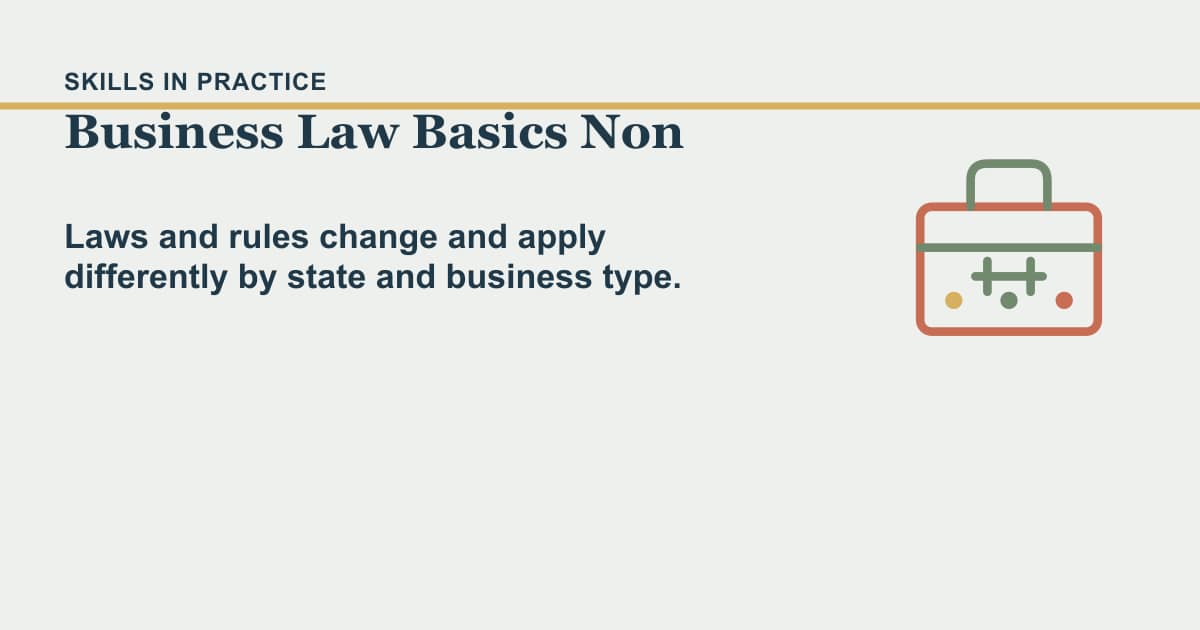 SKILLS IN PRACTICE
Business Law Basics Non
Laws and rules change and apply
differently by state and business type.